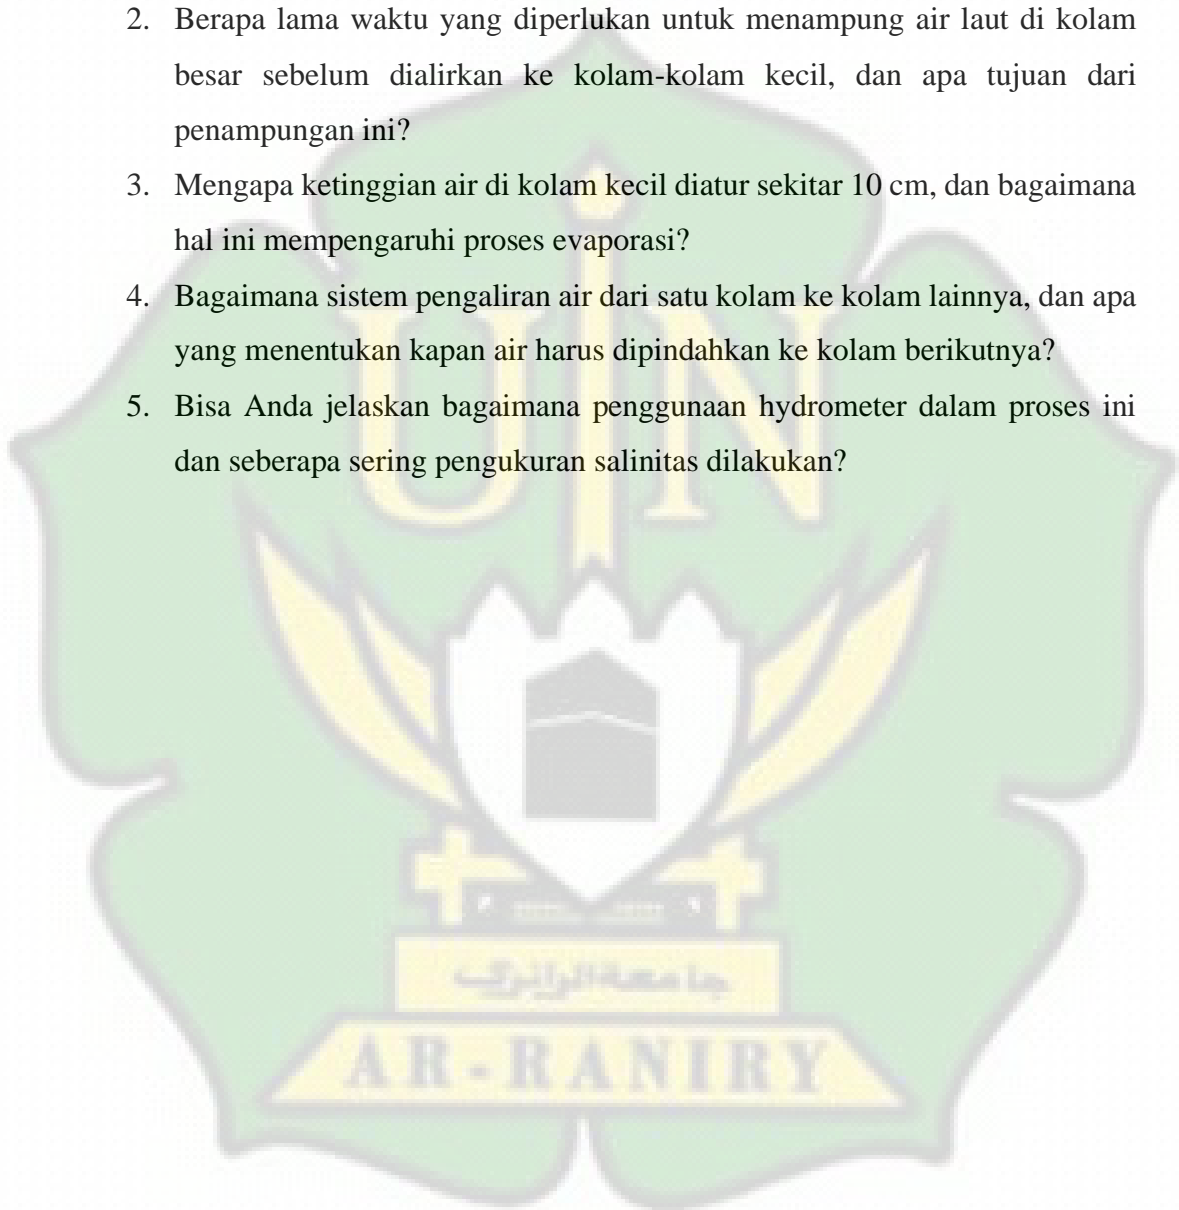 2. Berapa lama waktu yang diperlukan untuk menampung air laut di kolam
besar sebelum dialirkan ke kolam-kolam kecil, dan apa tujuan dari
penampungan ini?
3. Mengapa ketinggian air di kolam kecil diatur sekitar 10 cm, dan bagaimana
hal ini mempengaruhi proses evaporasi?
4. Bagaimana sistem pengaliran air dari satu kolam ke kolam lainnya, dan apa
yang menentukan kapan air harus dipindahkan ke kolam berikutnya?
5. Bisa Anda jelaskan bagaimana penggunaan hydrometer dalam proses ini
dan seberapa sering pengukuran salinitas dilakukan?
UIN
جامعة الرانري
AR-RANIRY